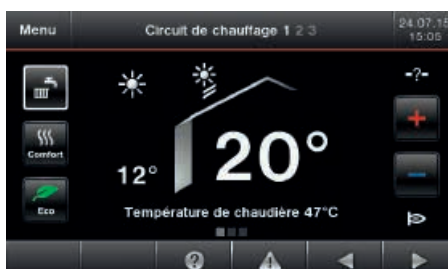 Menu
Circuit de chauffage 1 2 3
24.07.15
15:05
-?-
Comfort
12°
20°
Eco
Température de chaudière 47°C